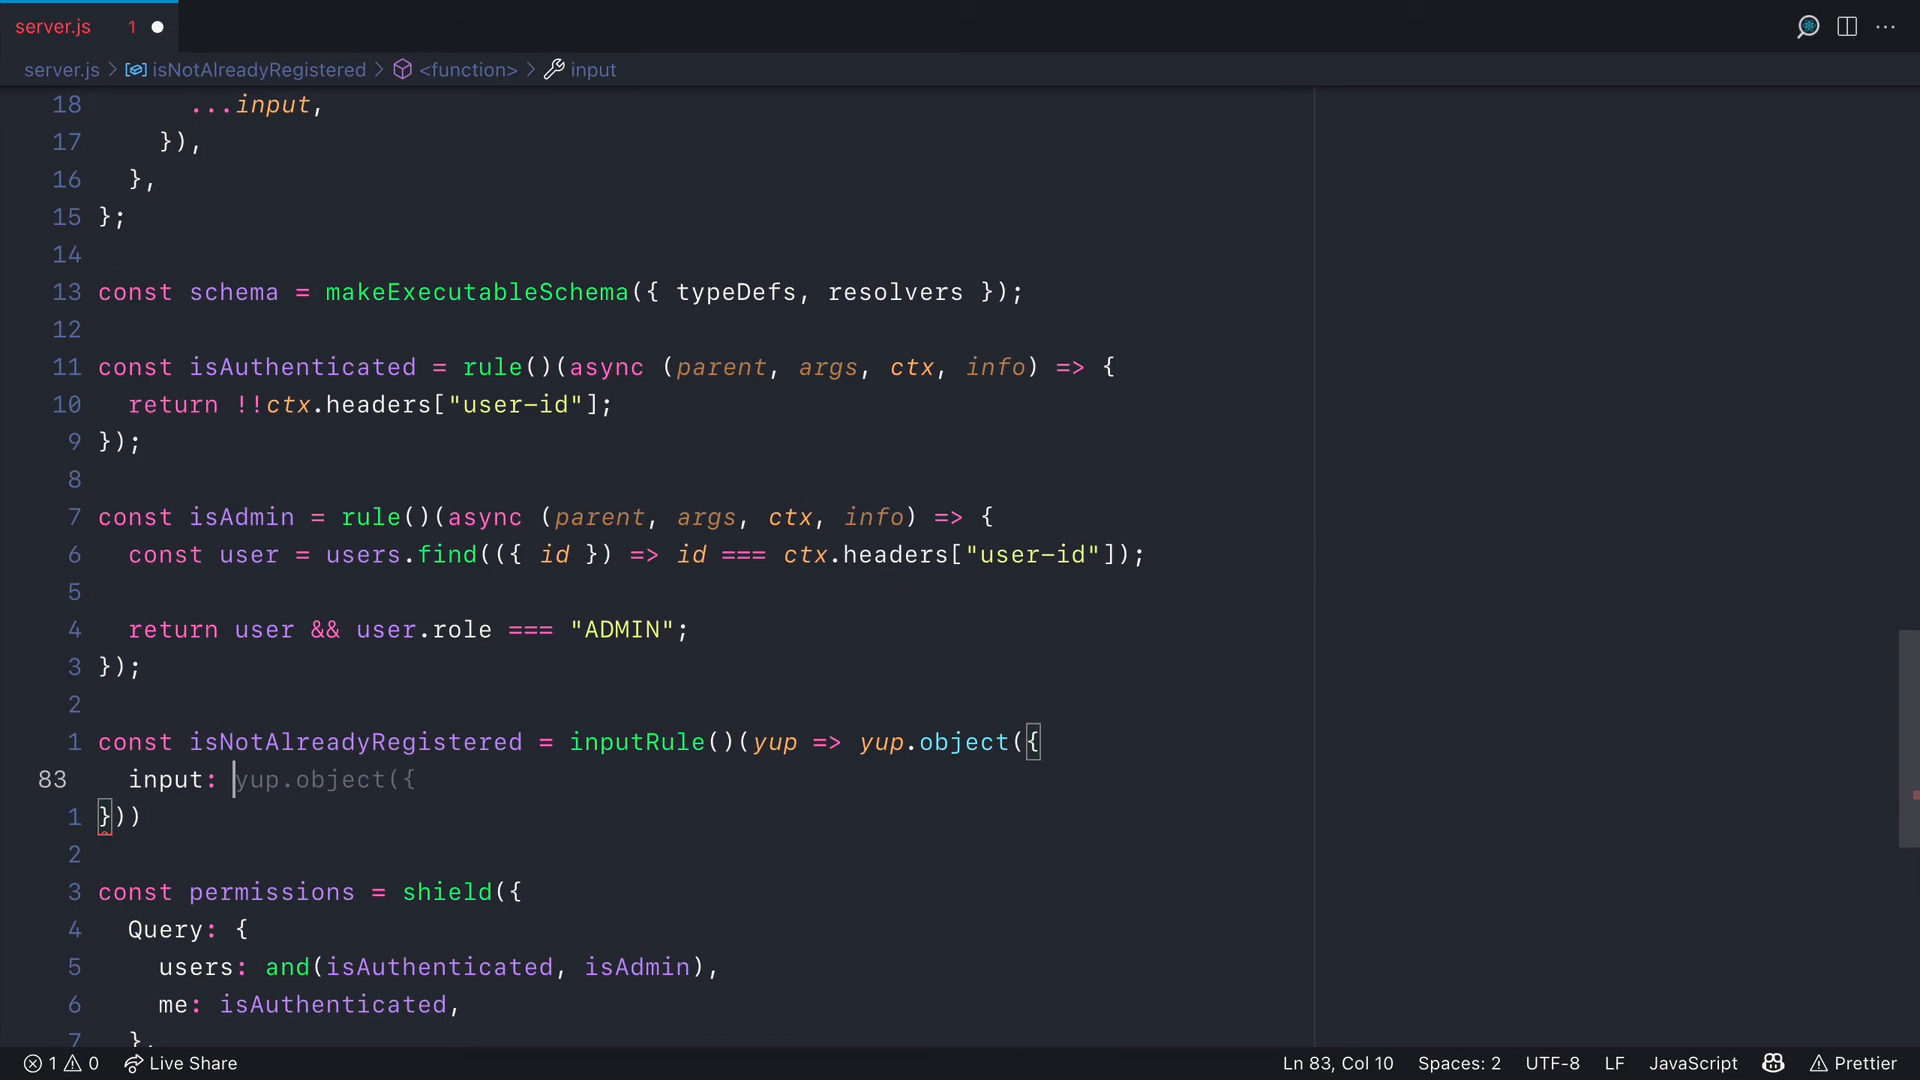 server.js 1
server.js > isNotAlreadyRegistered > <function> > input
18 ...input,
17 }),
16 },
15 };
14
13 const schema = makeExecutableSchema({ typeDefs, resolvers });
12
11 const isAuthenticated = rule()(async (parent, args, ctx, info) => {
10 return !!ctx.headers["user-id"];
9 });
8
7 const isAdmin = rule()(async (parent, args, ctx, info) => {
6 const user = users.find(({ id }) => id === ctx.headers["user-id"]);
5
4 return user && user.role === "ADMIN";
3 });
2
1 const isNotAlreadyRegistered = inputRule()(yup => yup.object({
83 input: yup.object({
1 }))
2
3 const permissions = shield({
4 Query: {
5 users: and(isAuthenticated, isAdmin),
6 me: isAuthenticated,
7 },
1 0 Live Share Ln 83, Col 10 Spaces: 2 UTF-8 LF JavaScript Prettier